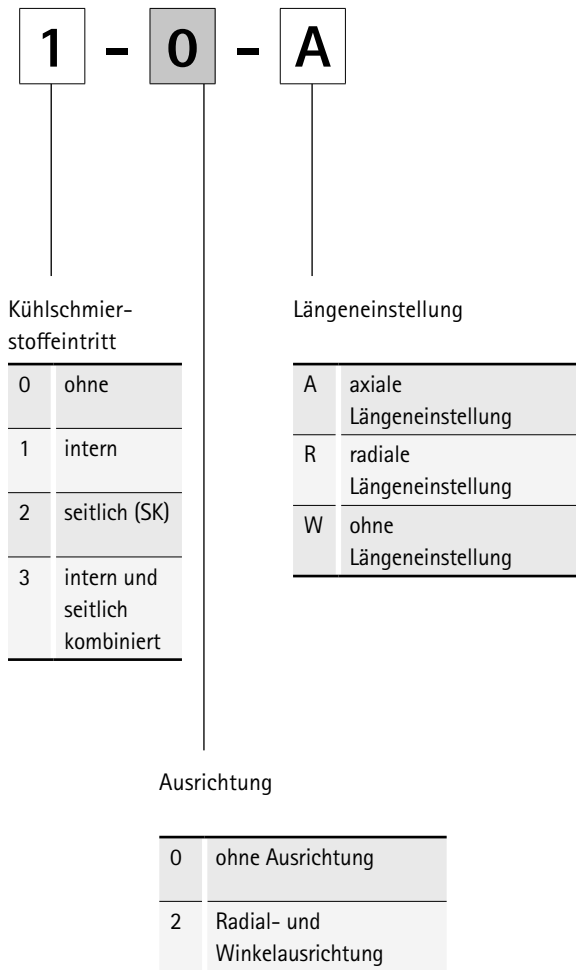 1 - 0 - A
Kühlschmier-
stoffeintritt
0 ohne
1 intern
2 seitlich (SK)
3 intern und
seitlich
kombiniert
Längeneinstellung
A axiale
Längeneinstellung
R radiale
Längeneinstellung
W ohne
Längeneinstellung
Ausrichtung
0 ohne Ausrichtung
2 Radial- und
Winkelausrichtung